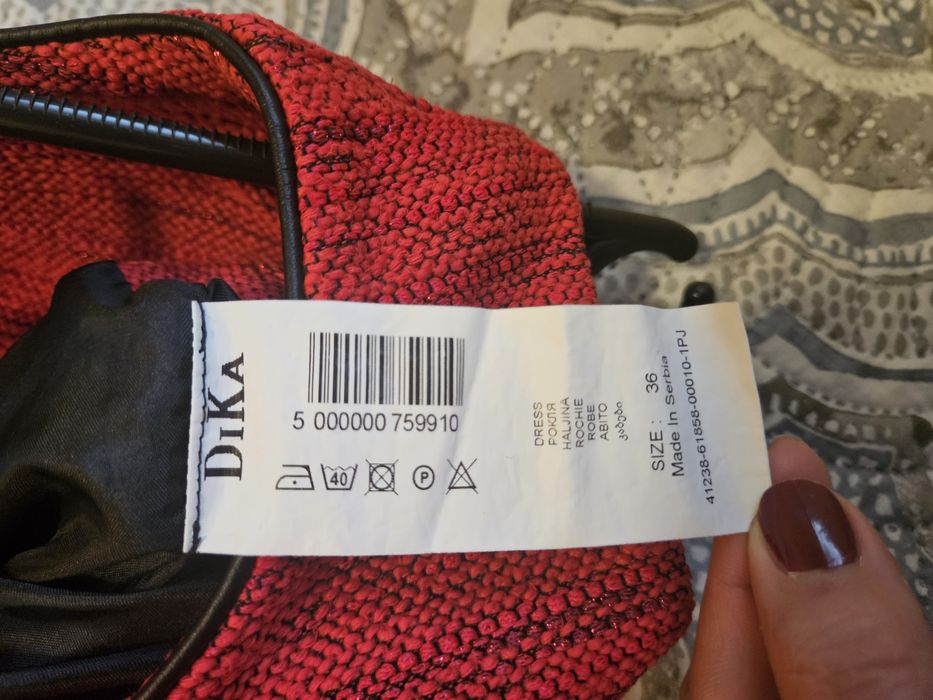 DiKA
5 000000 759910
40
P
DRESS
РОКЛЯ
HALJINA
ROCHIE
ROBE
ABITO
კაბები
SIZE : 36
Made In Serbia
41238-61858-00010-1PJ